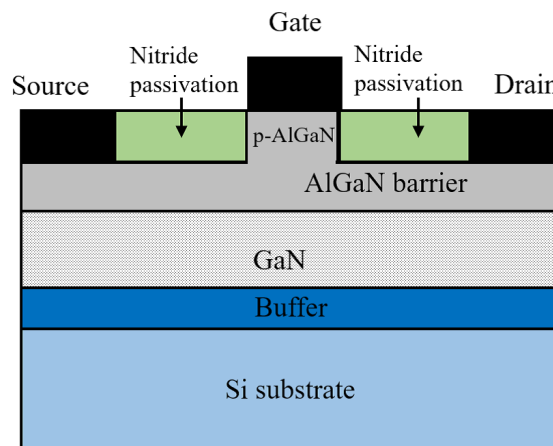 Gate
Nitride
passivation
Nitride
passivation
Source
Drain
p-AlGaN
AlGaN barrier
GaN
Buffer
Si substrate